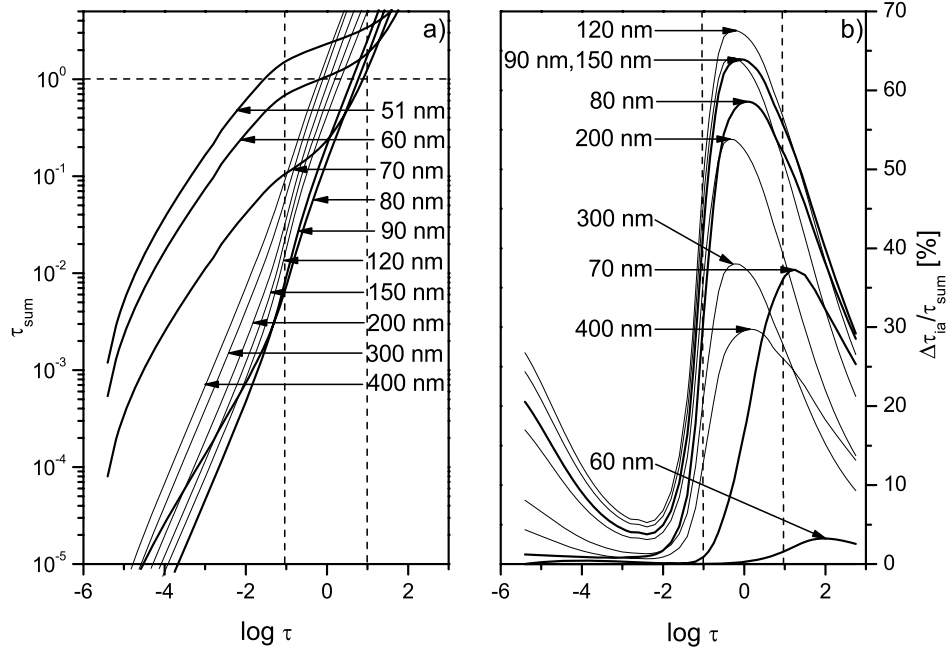 a)
10⁰
10⁻¹
10⁻²
10⁻³
10⁻⁴
10⁻⁵
τsum
51 nm
60 nm
70 nm
80 nm
90 nm
120 nm
150 nm
200 nm
300 nm
400 nm
-6 -4 -2 0 2
log τ
b)
120 nm
90 nm,150 nm
80 nm
200 nm
300 nm
70 nm
400 nm
60 nm
70
60
50
40
30
20
10
0
Δτia/τsum [%]
-6 -4 -2 0 2
log τ